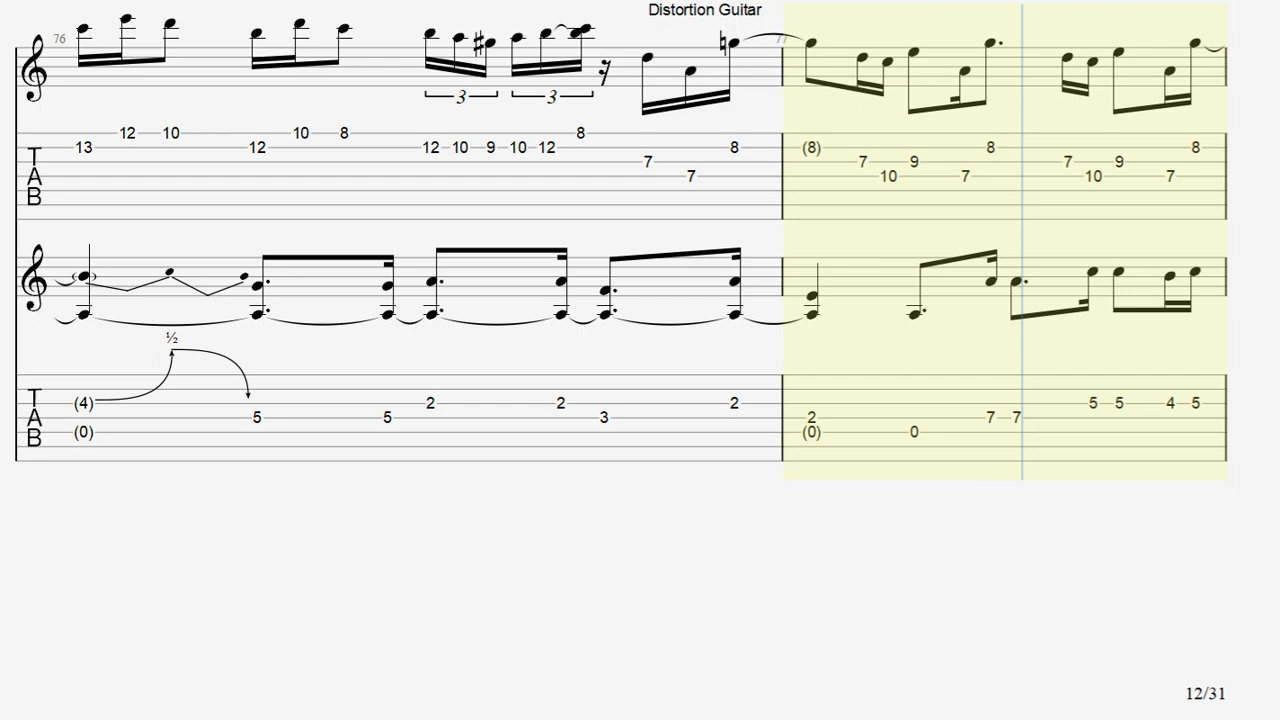 Distortion Guitar
76
77
3 3
12 10 10 8 8
13 12 12 10 9 10 12 8 (8) 8 8
7 7 9 7 9
7 10 7 10 7
T
A
B
½
(4) 2 2 2 5 5 4 5
5 5 3 2 7 7
(0) (0) 0
T
A
B
12/31